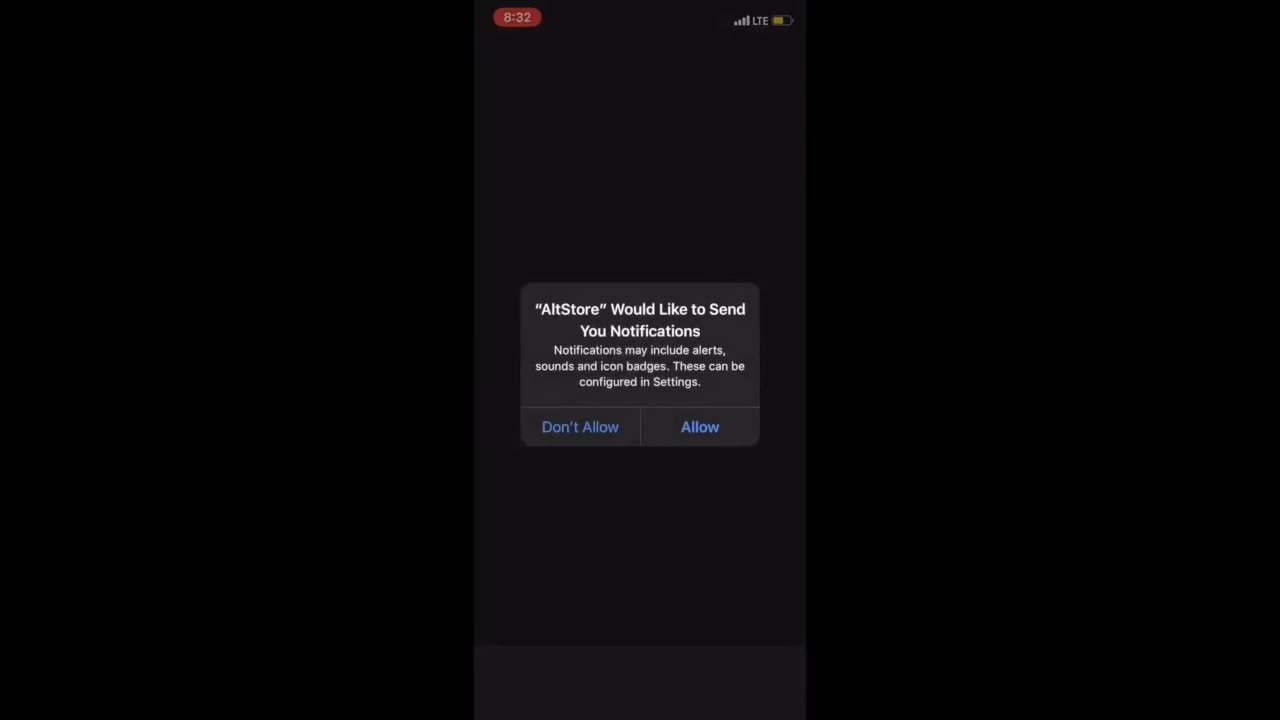 8:32
LTE
“AltStore” Would Like to Send
You Notifications
Notifications may include alerts,
sounds and icon badges. These can be
configured in Settings.
Don’t Allow
Allow